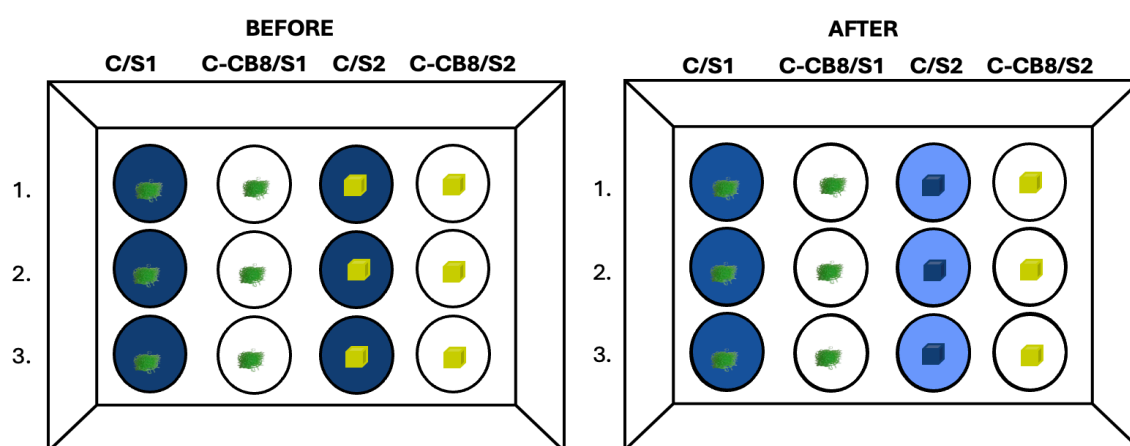 BEFORE
C/S1 C-CB8/S1 C/S2 C-CB8/S2
1.
2.
3.
AFTER
C/S1 C-CB8/S1 C/S2 C-CB8/S2
1.
2.
3.